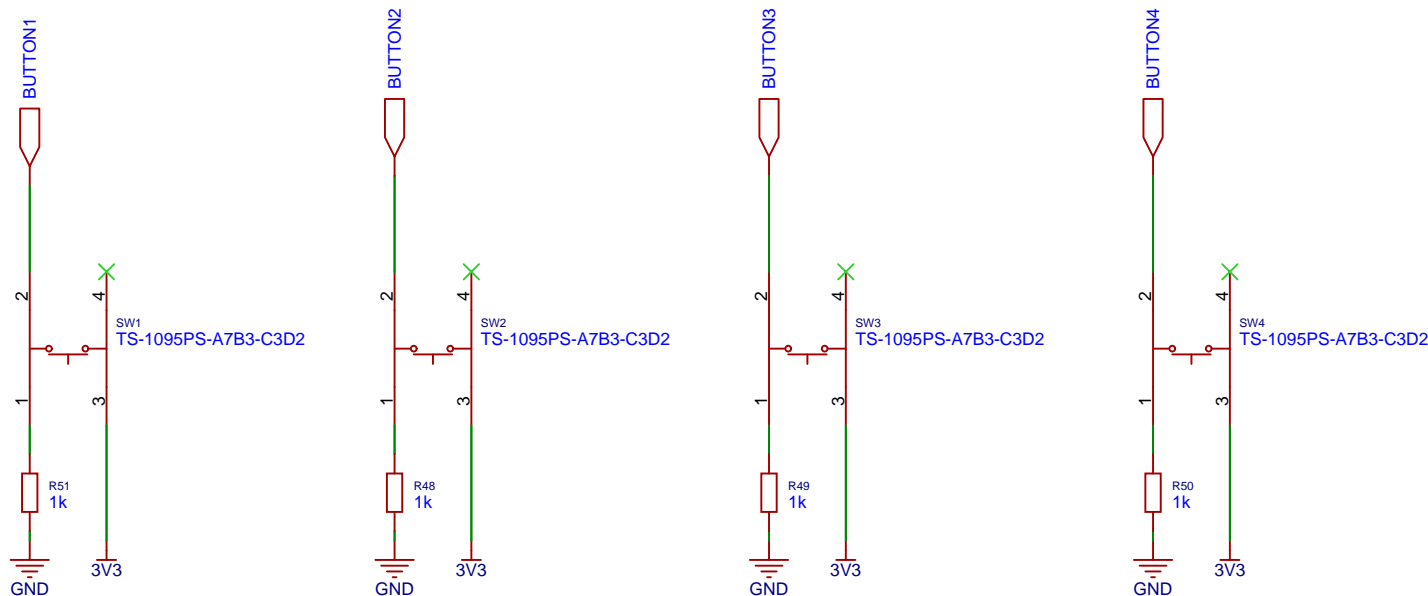 BUTTON1
BUTTON2
BUTTON3
BUTTON4
2
4
SW1
TS-1095PS-A7B3-C3D2
1
3
R51
1k
GND
3V3
2
4
SW2
TS-1095PS-A7B3-C3D2
1
3
R48
1k
GND
3V3
2
4
SW3
TS-1095PS-A7B3-C3D2
1
3
R49
1k
GND
3V3
2
4
SW4
TS-1095PS-A7B3-C3D2
1
3
R50
1k
GND
3V3